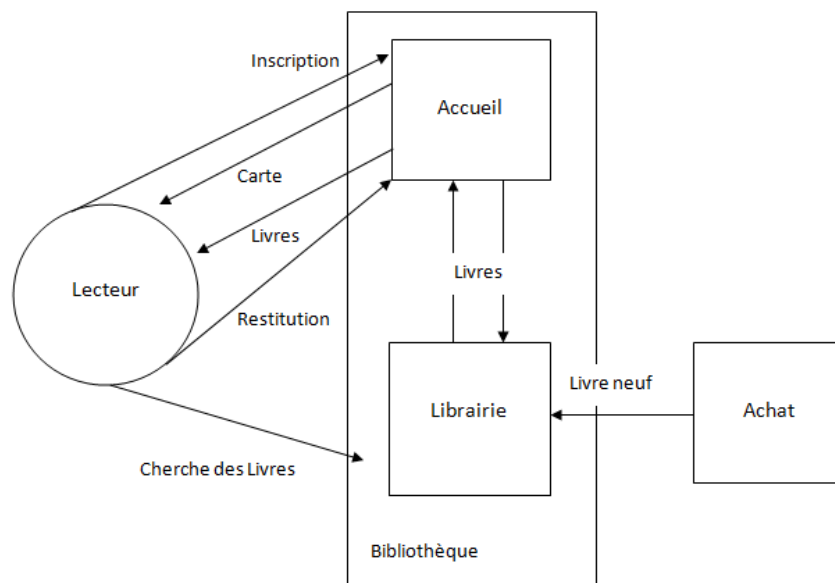 Inscription
Accueil
Carte
Livres
Livres
Lecteur
Restitution
Livre neuf
Librairie
Achat
Cherche des Livres
Bibliothèque